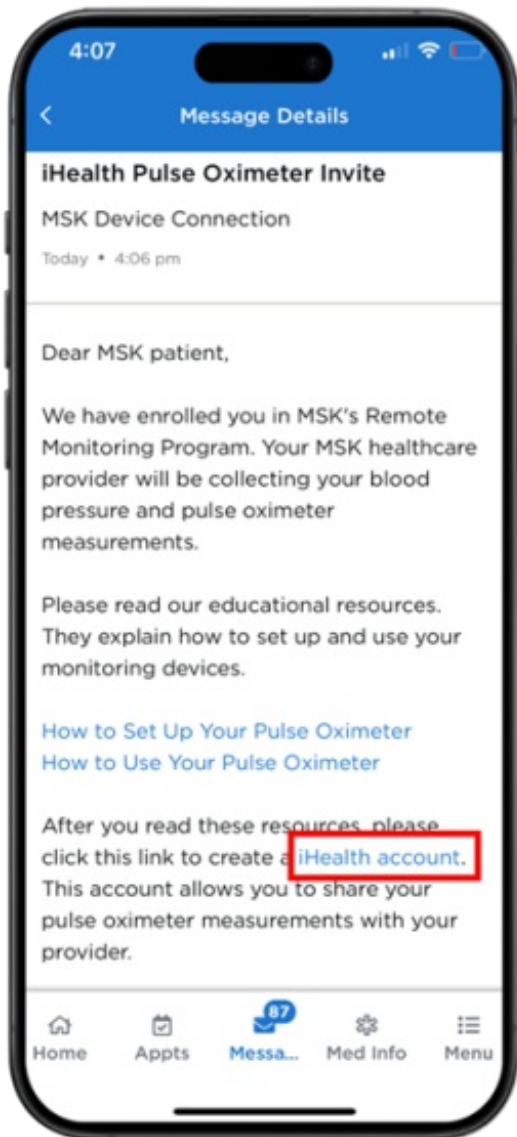 4:07
Message Details
iHealth Pulse Oximeter Invite
MSK Device Connection
Today • 4:06 pm
Dear MSK patient,
We have enrolled you in MSK's Remote
Monitoring Program. Your MSK healthcare
provider will be collecting your blood
pressure and pulse oximeter
measurements.
Please read our educational resources.
They explain how to set up and use your
monitoring devices.
How to Set Up Your Pulse Oximeter
How to Use Your Pulse Oximeter
After you read these resources, please
click this link to create a iHealth account.
This account allows you to share your
pulse oximeter measurements with your
provider.
87
Home Appts Messa... Med Info Menu